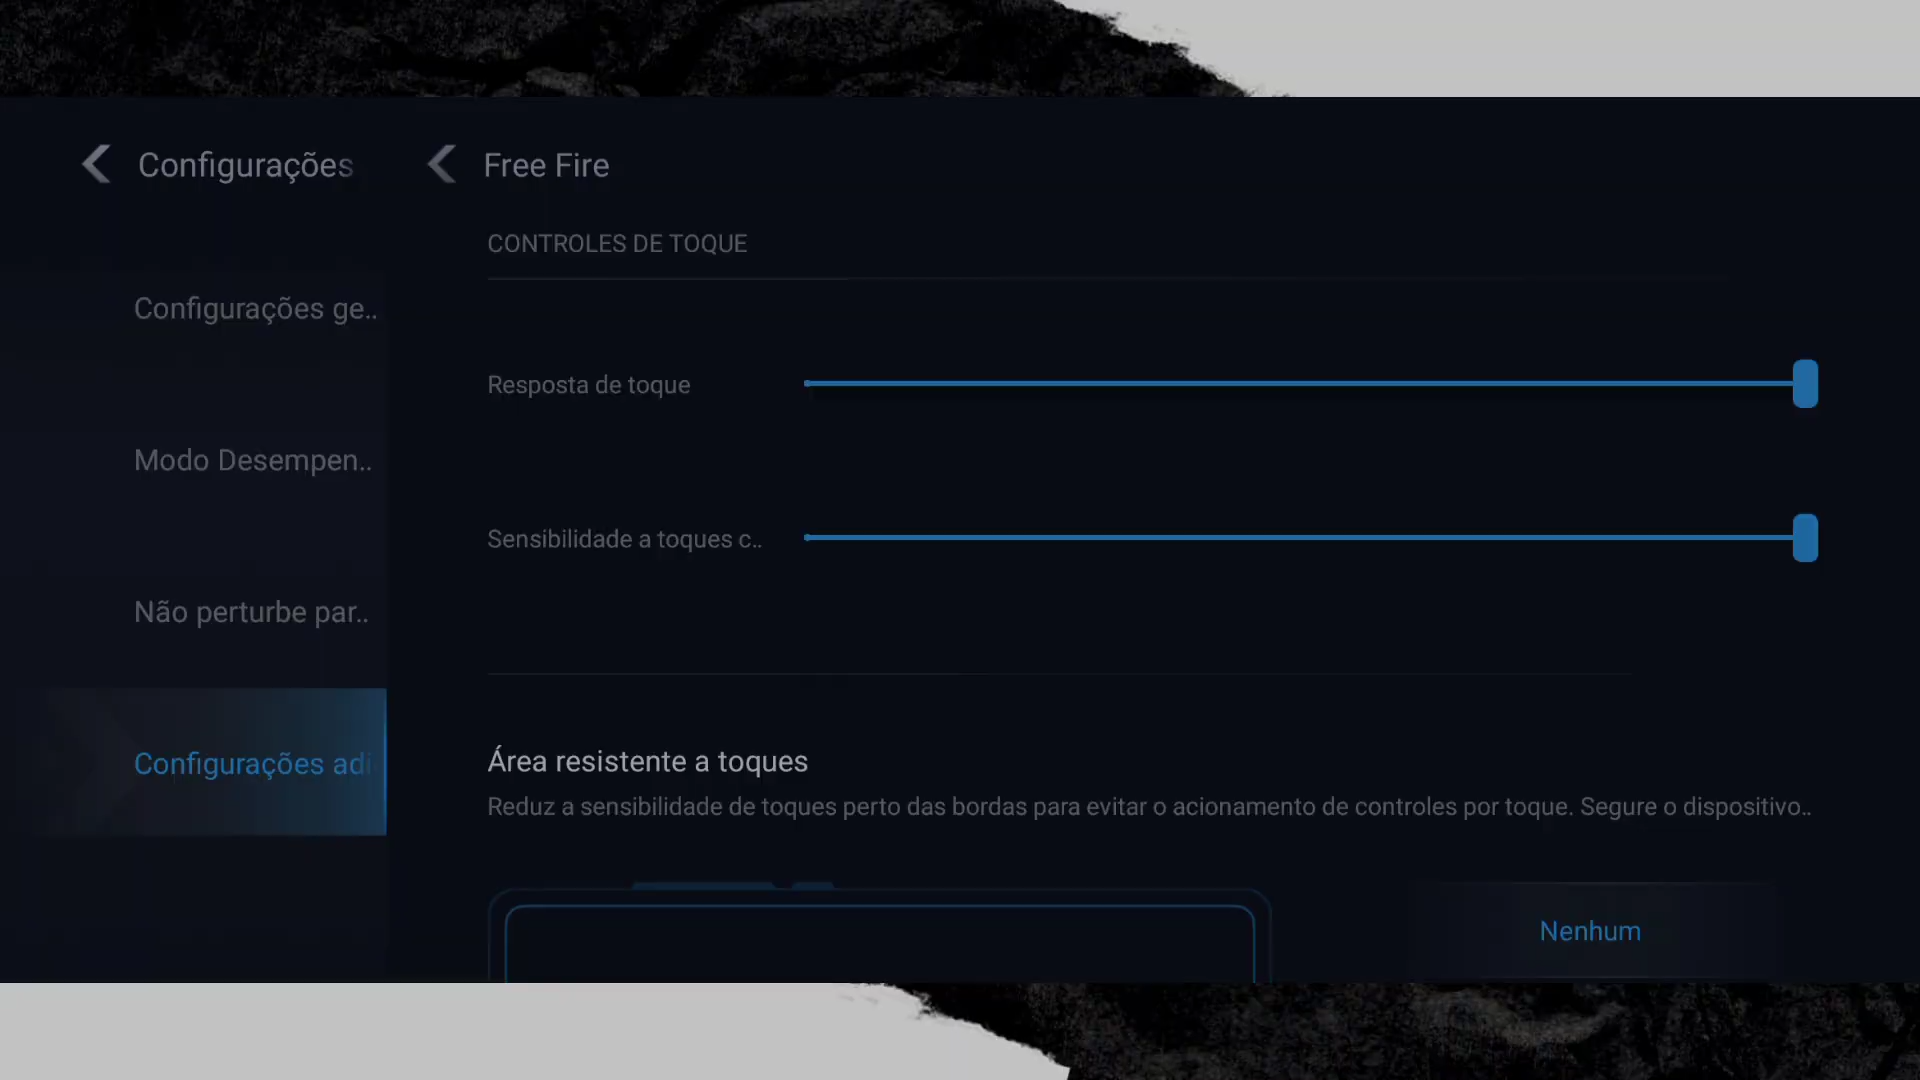 Configurações
Free Fire
CONTROLES DE TOQUE
Configurações ge..
Resposta de toque
Modo Desempen..
Sensibilidade a toques c..
Não perturbe par..
Configurações adi
Área resistente a toques
Reduz a sensibilidade de toques perto das bordas para evitar o acionamento de controles por toque. Segure o dispositivo..
Nenhum